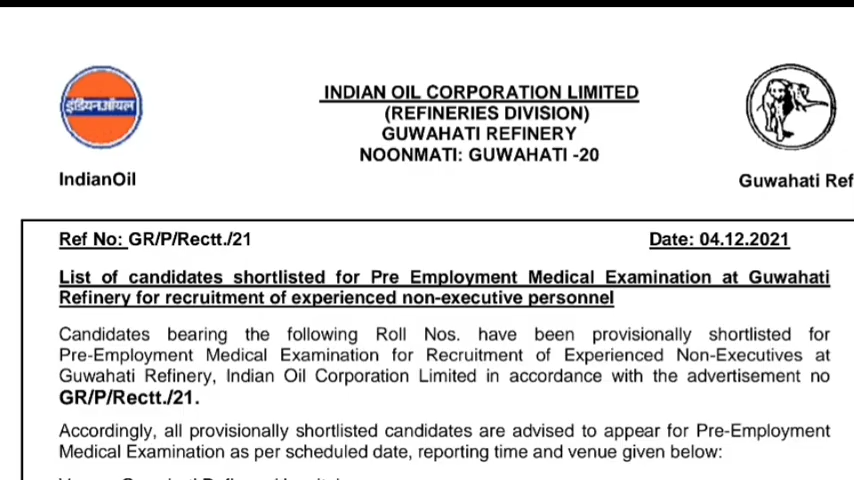 इंडियनऑयल
INDIAN OIL CORPORATION LIMITED
(REFINERIES DIVISION)
GUWAHATI REFINERY
NOONMATI: GUWAHATI -20
IndianOil
Guwahati Ref
Ref No: GR/P/Rectt./21
Date: 04.12.2021
List of candidates shortlisted for Pre Employment Medical Examination at Guwahati
Refinery for recruitment of experienced non-executive personnel
Candidates bearing the following Roll Nos. have been provisionally shortlisted for
Pre-Employment Medical Examination for Recruitment of Experienced Non-Executives at
Guwahati Refinery, Indian Oil Corporation Limited in accordance with the advertisement no
GR/P/Rectt./21.
Accordingly, all provisionally shortlisted candidates are advised to appear for Pre-Employment
Medical Examination as per scheduled date, reporting time and venue given below: